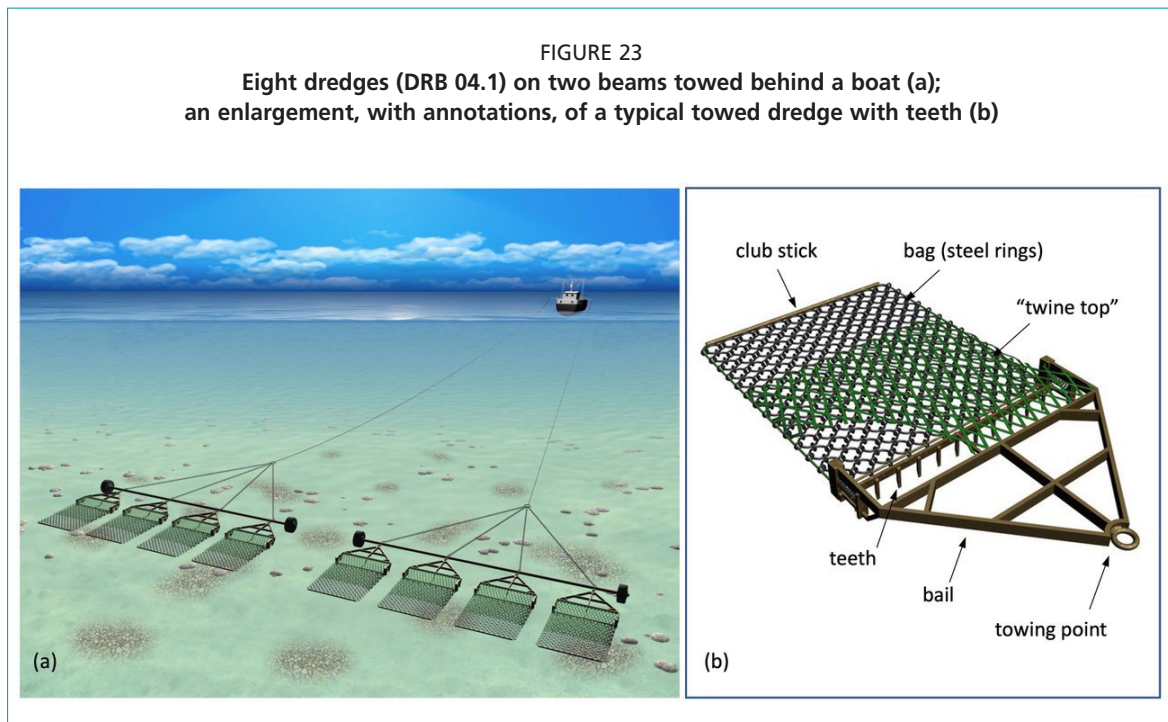 FIGURE 23
Eight dredges (DRB 04.1) on two beams towed behind a boat (a);
an enlargement, with annotations, of a typical towed dredge with teeth (b)
(a)
club stick
bag (steel rings)
“twine top”
teeth
bail
towing point
(b)